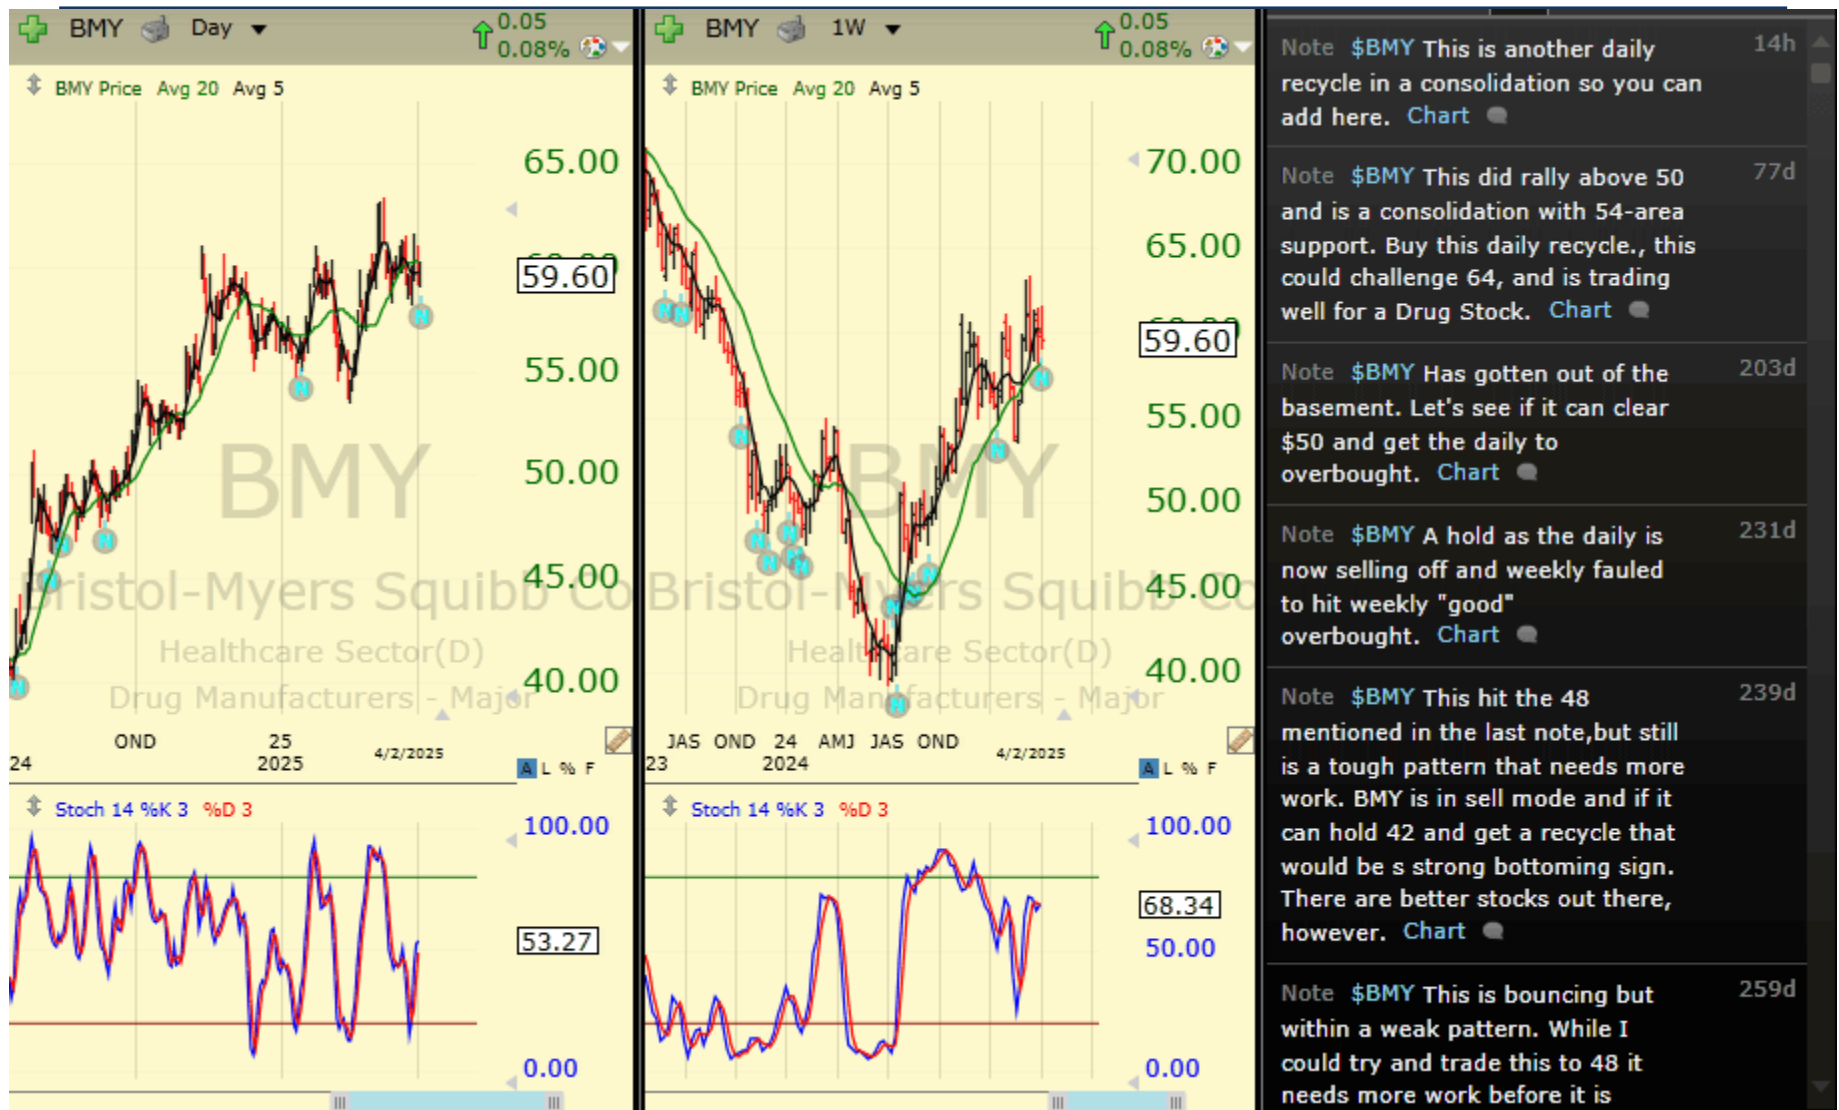 BMY Day
0.05
0.08%
BMY Price Avg 20 Avg 5
65.00
59.60
55.00
50.00
45.00
40.00
BMY
Bristol-Myers Squibb Co
Healthcare Sector(D)
Drug Manufacturers - Major
N
N
N
N
N
N
OND 25
24 2025 4/2/2025
A L % F
Stoch 14 %K 3 %D 3
100.00
53.27
0.00
BMY 1W
0.05
0.08%
BMY Price Avg 20 Avg 5
70.00
65.00
59.60
55.00
50.00
45.00
40.00
BMY
Bristol-Myers Squibb Co
Healthcare Sector(D)
Drug Manufacturers - Major
N
N
N
N
N
N
N
N
N
N
N
N
N
N
JAS OND 24 AMJ JAS OND
23 2024 4/2/2025
A L % F
Stoch 14 %K 3 %D 3
100.00
68.34
50.00
0.00
Note $BMY This is another daily 14h
recycle in a consolidation so you can
add here. Chart
Note $BMY This did rally above 50 77d
and is a consolidation with 54-area
support. Buy this daily recycle., this
could challenge 64, and is trading
well for a Drug Stock. Chart
Note $BMY Has gotten out of the 203d
basement. Let's see if it can clear
$50 and get the daily to
overbought. Chart
Note $BMY A hold as the daily is 231d
now selling off and weekly fauled
to hit weekly "good"
overbought. Chart
Note $BMY This hit the 48 239d
mentioned in the last note,but still
is a tough pattern that needs more
work. BMY is in sell mode and if it
can hold 42 and get a recycle that
would be s strong bottoming sign.
There are better stocks out there,
however. Chart
Note $BMY This is bouncing but 259d
within a weak pattern. While I
could try and trade this to 48 it
needs more work before it is